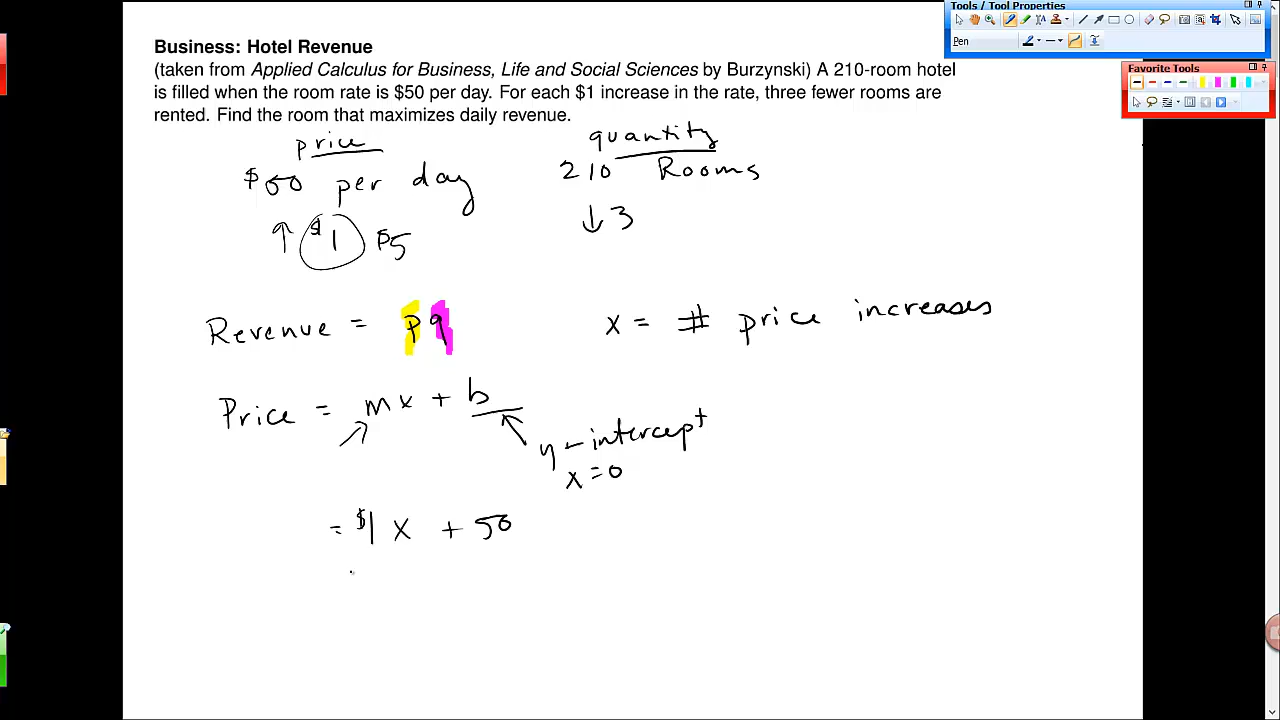 Tools / Tool Properties
Pen
Favorite Tools
Business: Hotel Revenue
(taken from Applied Calculus for Business, Life and Social Sciences by Burzynski) A 210-room hotel
is filled when the room rate is $50 per day. For each $1 increase in the rate, three fewer rooms are
rented. Find the room that maximizes daily revenue.
price quantity
$50 per day 210 Rooms
↑ $1 $5 ↓3
Revenue = pq x = # price increases
Price = mx + b
y-intercept
x=0
= $1 x + 50